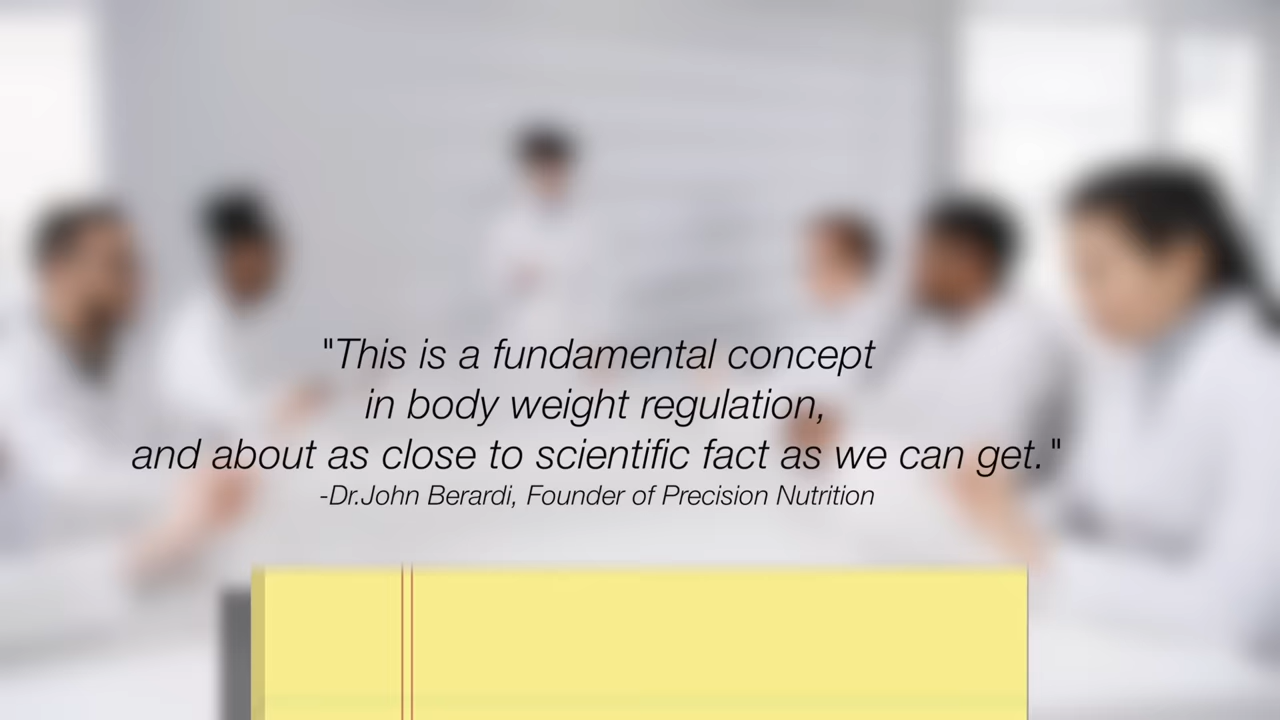 "This is a fundamental concept
in body weight regulation,
and about as close to scientific fact as we can get."
-Dr.John Berardi, Founder of Precision Nutrition